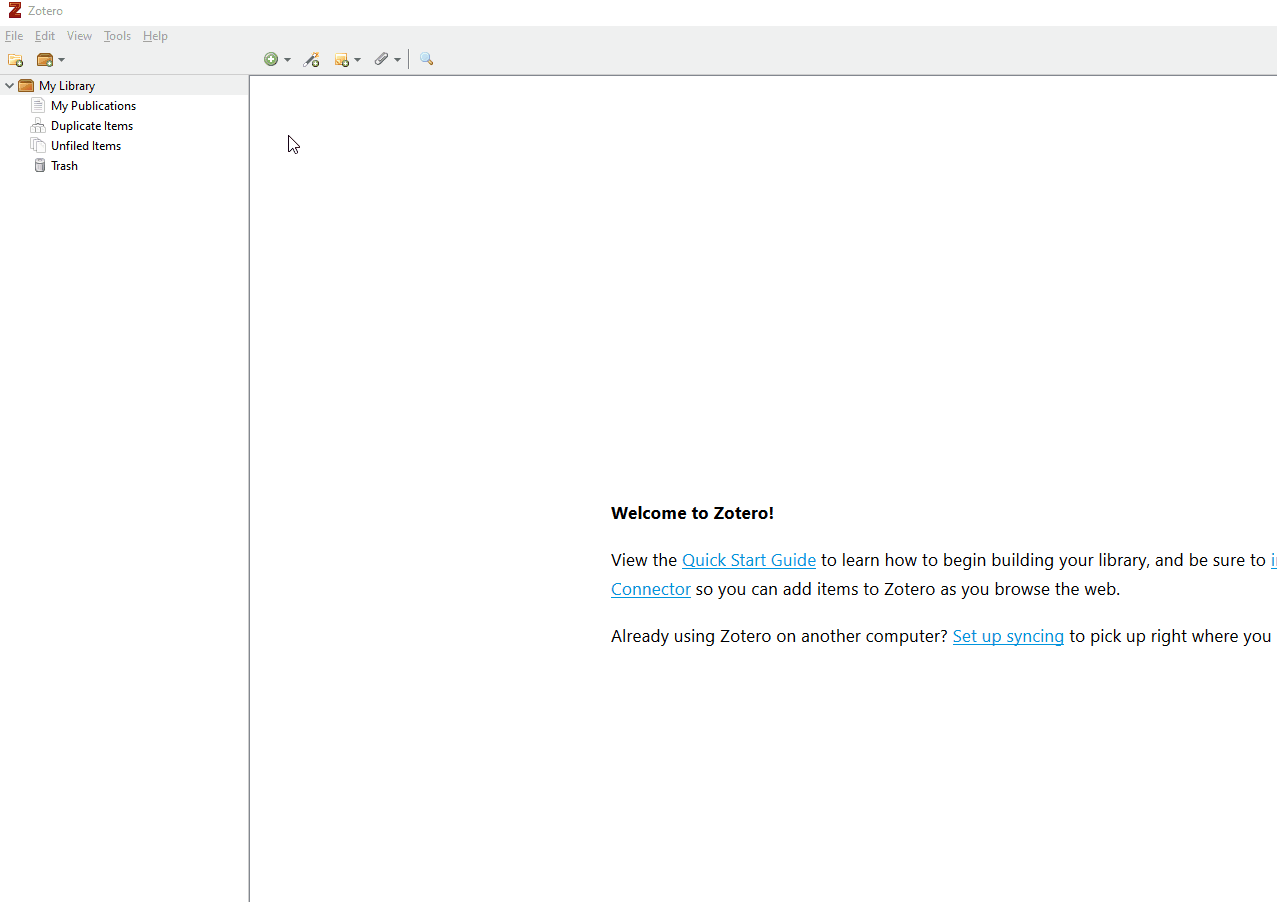 Zotero
File Edit View Tools Help
My Library
My Publications
Duplicate Items
Unfiled Items
Trash
Welcome to Zotero!
View the Quick Start Guide to learn how to begin building your library, and be sure to
Connector so you can add items to Zotero as you browse the web.
Already using Zotero on another computer? Set up syncing to pick up right where you